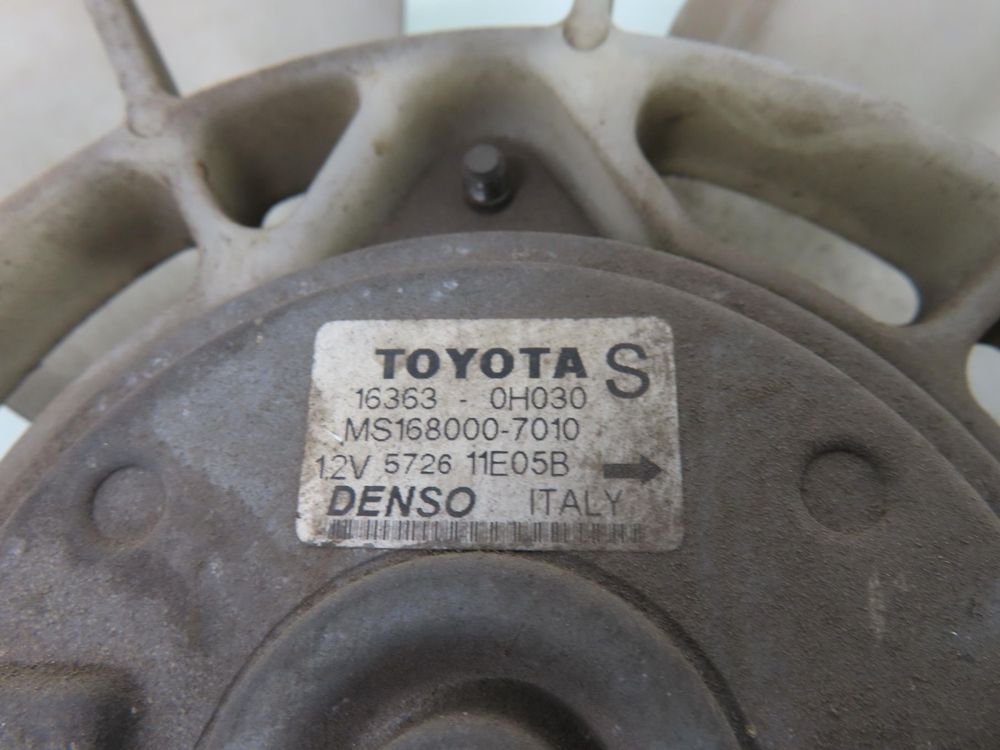 TOYOTA S
16363 - 0H030
MS168000-7010
12V 5726 11E05B
DENSO ITALY